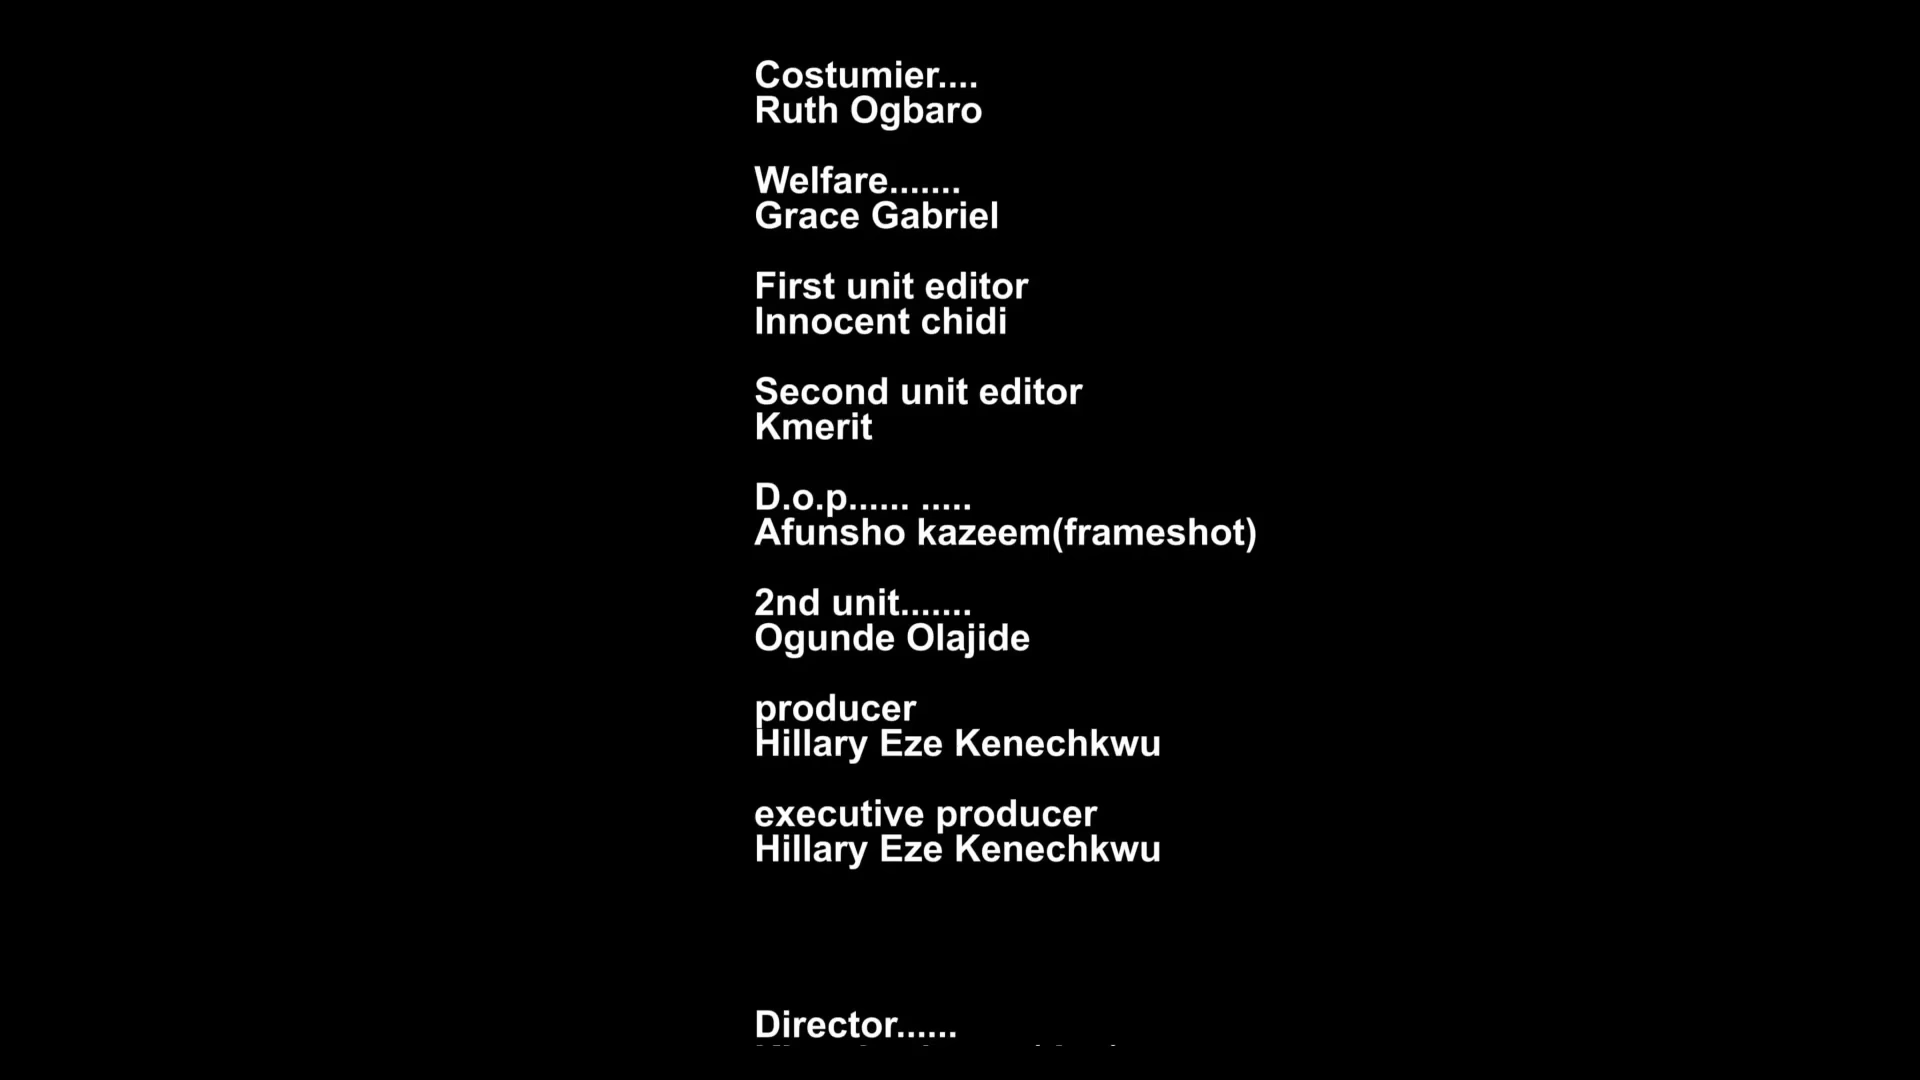 Costumier....
Ruth Ogbaro
Welfare.......
Grace Gabriel
First unit editor
Innocent chidi
Second unit editor
Kmerit
D.o.p...... .....
Afunsho kazeem(frameshot)
2nd unit.......
Ogunde Olajide
producer
Hillary Eze Kenechkwu
executive producer
Hillary Eze Kenechkwu
Director......